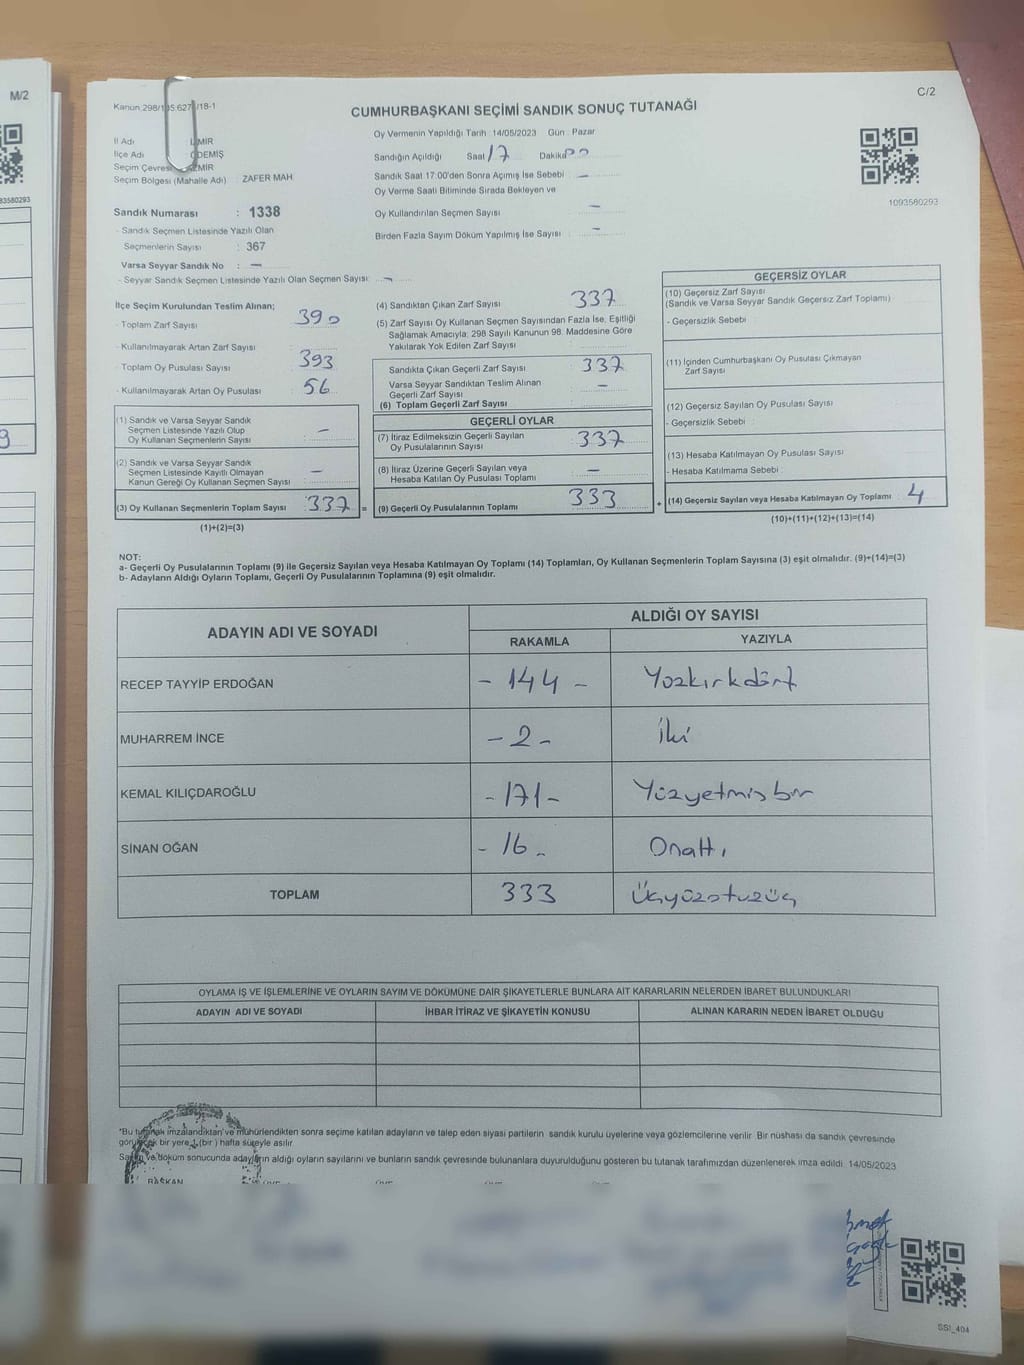 M/2
93580293
C/2
Kanun 298/105 627 /18-1
CUMHURBAŞKANI SEÇİMİ SANDIK SONUÇ TUTANAĞI
İl Adı : İZMİR
İlçe Adı : ÖDEMİŞ
Seçim Çevresi : İZMİR
Seçim Bölgesi (Mahalle Adı) : ZAFER MAH.
Sandık Numarası : 1338
- Sandık Seçmen Listesinde Yazılı Olan
Seçmenlerin Sayısı : 367
Varsa Seyyar Sandık No : —
- Seyyar Sandık Seçmen Listesinde Yazılı Olan Seçmen Sayısı: —
Oy Vermenin Yapıldığı Tarih : 14/05/2023 Gün : Pazar
Sandığın Açıldığı Saat 17 Dakika 00
Sandık Saat 17:00'den Sonra Açımış İse Sebebi : —
Oy Verme Saati Bitiminde Sırada Bekleyen ve
Oy Kullandırılan Seçmen Sayısı : —
Birden Fazla Sayım Döküm Yapılmış İse Sayısı : —
1093580293
İlçe Seçim Kurulundan Teslim Alınan;
- Toplam Zarf Sayısı : 390
- Kullanılmayarak Artan Zarf Sayısı :
- Toplam Oy Pusulası Sayısı : 393
- Kullanılmayarak Artan Oy Pusulası : 56
(1) Sandık ve Varsa Seyyar Sandık
Seçmen Listesinde Yazılı Olup
Oy Kullanan Seçmenlerin Sayısı : —
(2) Sandık ve Varsa Seyyar Sandık
Seçmen Listesinde Kayıtlı Olmayan
Kanun Gereği Oy Kullanan Seçmen Sayısı : —
(3) Oy Kullanan Seçmenlerin Toplam Sayısı : 337 =
(1)+(2)=(3)
(4) Sandıktan Çıkan Zarf Sayısı : 337
(5) Zarf Sayısı Oy Kullanan Seçmen Sayısından Fazla İse, Eşitliği
Sağlamak Amacıyla; 298 Sayılı Kanunun 98. Maddesine Göre
Yakılarak Yok Edilen Zarf Sayısı :
Sandıkta Çıkan Geçerli Zarf Sayısı : 337
Varsa Seyyar Sandıktan Teslim Alınan
Geçerli Zarf Sayısı : —
(6) Toplam Geçerli Zarf Sayısı :
GEÇERLİ OYLAR
(7) İtiraz Edilmeksizin Geçerli Sayılan
Oy Pusulalarının Sayısı : 337
(8) İtiraz Üzerine Geçerli Sayılan veya
Hesaba Katılan Oy Pusulası Toplamı : —
(9) Geçerli Oy Pusulalarının Toplamı : 333 +
GEÇERSİZ OYLAR
(10) Geçersiz Zarf Sayısı
(Sandık ve Varsa Seyyar Sandık Geçersiz Zarf Toplamı) :
- Geçersizlik Sebebi :
(11) İçinden Cumhurbaşkanı Oy Pusulası Çıkmayan
Zarf Sayısı :
(12) Geçersiz Sayılan Oy Pusulası Sayısı :
- Geçersizlik Sebebi :
(13) Hesaba Katılmayan Oy Pusulası Sayısı :
- Hesaba Katılmama Sebebi :
(14) Geçersiz Sayılan veya Hesaba Katılmayan Oy Toplamı : 4
(10)+(11)+(12)+(13)=(14)
NOT:
a- Geçerli Oy Pusulalarının Toplamı (9) ile Geçersiz Sayılan veya Hesaba Katılmayan Oy Toplamı (14) Toplamları, Oy Kullanan Seçmenlerin Toplam Sayısına (3) eşit olmalıdır. (9)+(14)=(3)
b- Adayların Aldığı Oyların Toplamı, Geçerli Oy Pusulalarının Toplamına (9) eşit olmalıdır.
ADAYIN ADI VE SOYADI ALDIĞI OY SAYISI
RAKAMLA YAZIYLA
RECEP TAYYİP ERDOĞAN - 144 - Yüzkırkdört
MUHARREM İNCE - 2 - İki
KEMAL KILIÇDAROĞLU - 171 - Yüzyetmiş bir
SİNAN OĞAN - 16 - Onaltı
TOPLAM 333 Üçyüzotuzüç
OYLAMA İŞ VE İŞLEMLERİNE VE OYLARIN SAYIM VE DÖKÜMÜNE DAİR ŞİKAYETLERLE BUNLARA AİT KARARLARIN NELERDEN İBARET BULUNDUKLARI
ADAYIN ADI VE SOYADI İHBAR İTİRAZ VE ŞİKAYETİN KONUSU ALINAN KARARIN NEDEN İBARET OLDUĞU
*Bu tutanak imzalandıktan ve mühürlendikten sonra seçime katılan adayların ve talep eden siyasi partilerin sandık kurulu üyelerine veya gözlemcilerine verilir. Bir nüshası da sandık çevresinde
görülecek bir yere 1 (bir) hafta süreyle asılır.
Sayım ve döküm sonucunda adayların aldığı oyların sayılarını ve bunların sandık çevresinde bulunanlara duyurulduğunu gösteren bu tutanak tarafımızdan düzenlenerek imza edildi. 14/05/2023
BAŞKAN
SSI_404